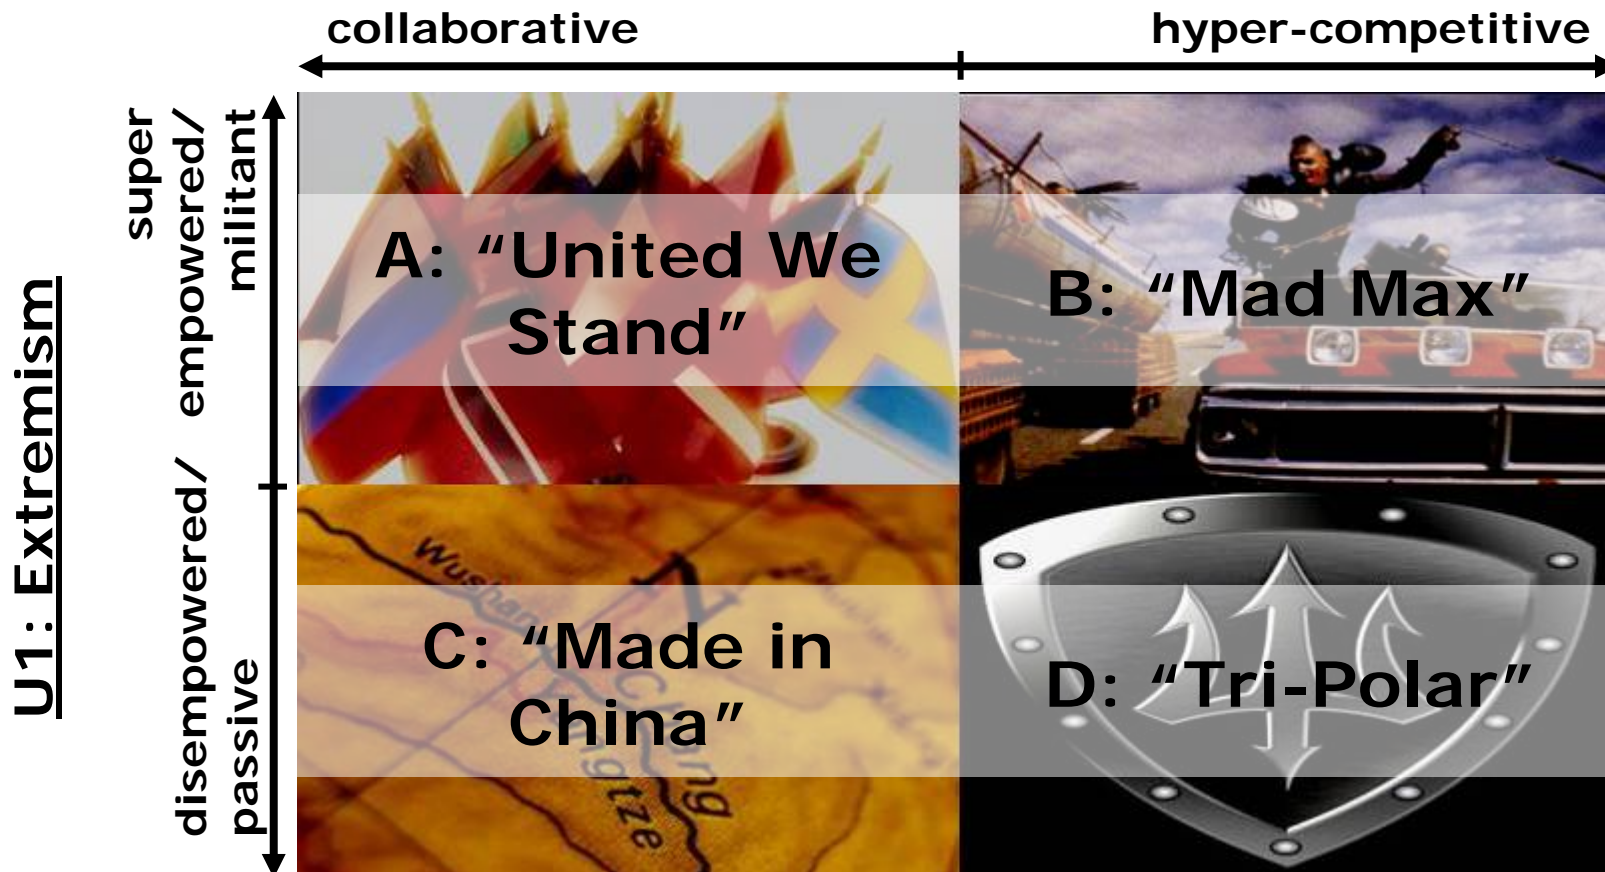 collaborative
hyper-competitive
super
empowered/
militant
disempowered/
passive
U1: Extremism
A: “United We
Stand”
B: “Mad Max”
C: “Made in
China”
D: “Tri-Polar”
Wushan
Chang
Yangtze